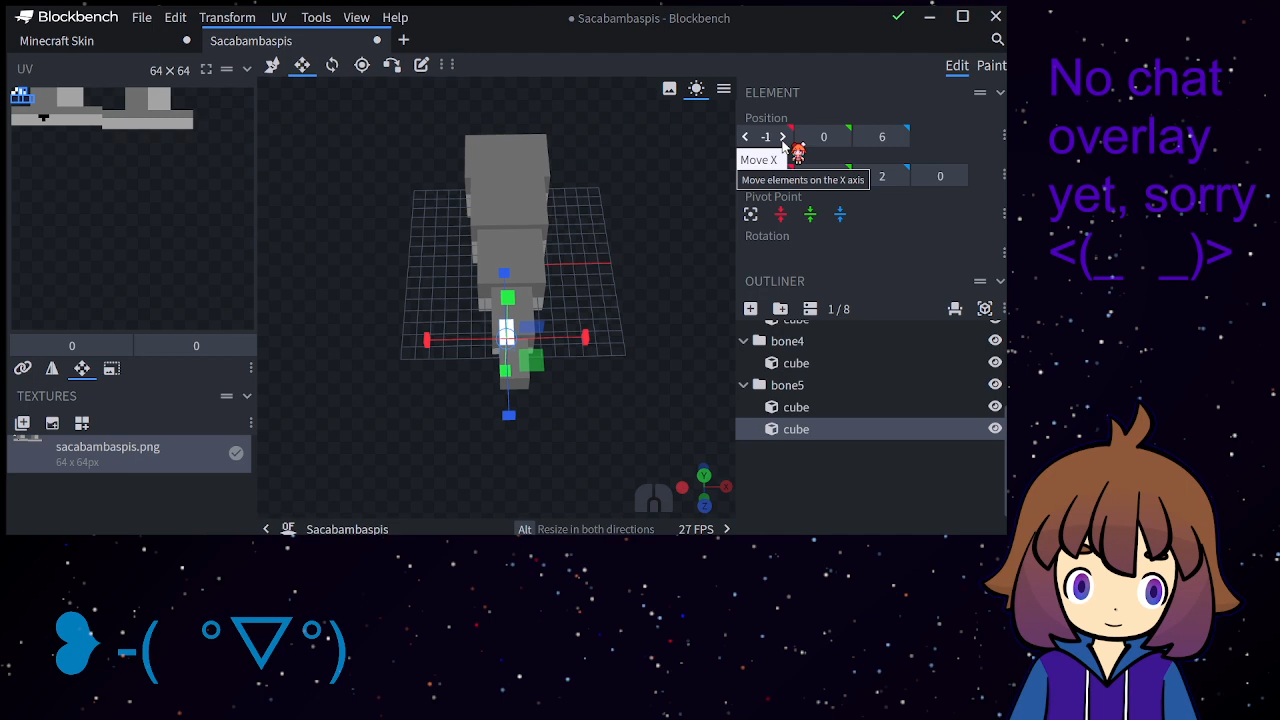 Blockbench File Edit Transform UV Tools View Help • Sacabambaspis - Blockbench
Minecraft Skin Sacabambaspis
UV 64 × 64
Edit Paint
ELEMENT
Position
-1 0 6
Move X
Move elements on the X axis
2 0
Pivot Point
Rotation
OUTLINER
1 / 8
cube
bone4
cube
bone5
cube
cube
0 0
TEXTURES
sacabambaspis.png
64 x 64px
Y
X
Z
Sacabambaspis Alt Resize in both directions 27 FPS
No chat
overlay
yet, sorry
<(_ _)>
❥-( °▽°)